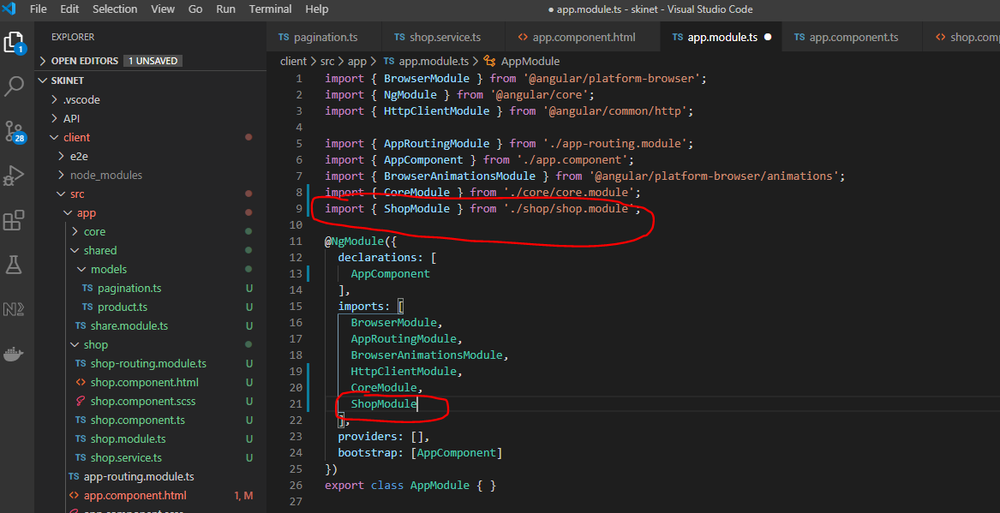 File Edit Selection View Go Run Terminal Help
● app.module.ts - skinet - Visual Studio Code
1
28
EXPLORER
OPEN EDITORS 1 UNSAVED
SKINET
.vscode
API
client
e2e
node_modules
src
app
core
shared
models
TS pagination.ts U
TS product.ts U
TS share.module.ts U
shop
TS shop-routing.module.ts U
<> shop.component.html U
shop.component.scss U
TS shop.component.ts U
TS shop.module.ts U
TS shop.service.ts U
TS app-routing.module.ts
<> app.component.html 1, M
app.component.scss
TS pagination.ts TS shop.service.ts <> app.component.html TS app.module.ts ● TS app.component.ts <> shop.com
client > src > app > TS app.module.ts > AppModule
1 import { BrowserModule } from '@angular/platform-browser';
2 import { NgModule } from '@angular/core';
3 import { HttpClientModule } from '@angular/common/http';
4
5 import { AppRoutingModule } from './app-routing.module';
6 import { AppComponent } from './app.component';
7 import { BrowserAnimationsModule } from '@angular/platform-browser/animations';
8 import { CoreModule } from './core/core.module';
9 import { ShopModule } from './shop/shop.module';
10
11 @NgModule({
12 declarations: [
13 AppComponent
14 ],
15 imports: [
16 BrowserModule,
17 AppRoutingModule,
18 BrowserAnimationsModule,
19 HttpClientModule,
20 CoreModule,
21 ShopModule
22 ],
23 providers: [],
24 bootstrap: [AppComponent]
25 })
26 export class AppModule { }
27